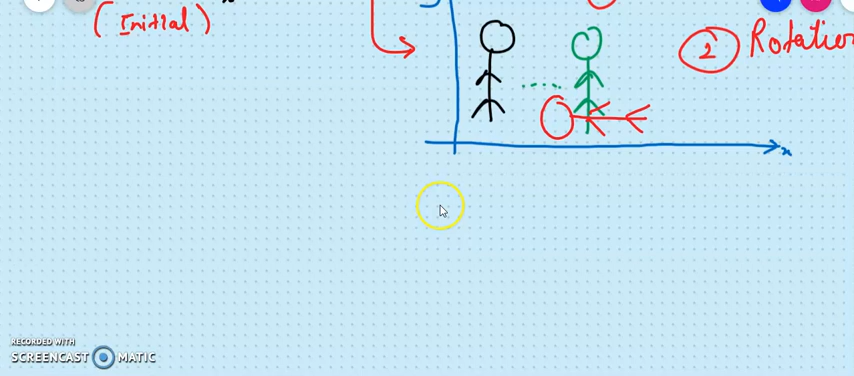 (Initial)
② Rotation
x
RECORDED WITH
SCREENCAST MATIC